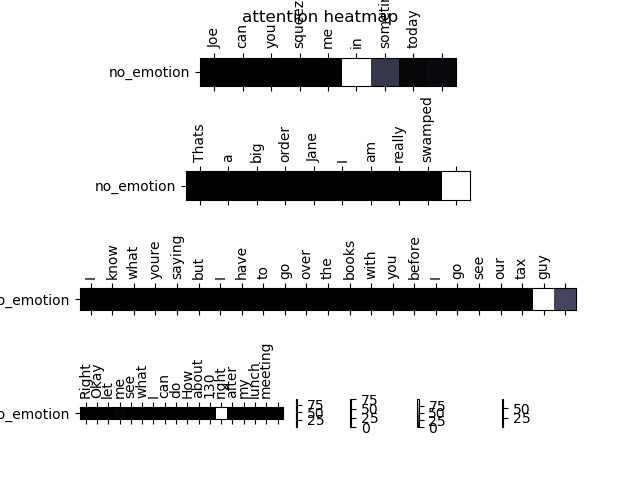 attention heatmap
Joe can you me in today
no_emotion
Thats a big order Jane I am really swamped
no_emotion
I know what youre saying but I have to go over the books with you before I go see our tax guy
o_emotion
Right Okay let me see what I can do How about 130 right after my lunch meeting
o_emotion
75 50 25
75 50 25 0
75 50 25 0
50 25